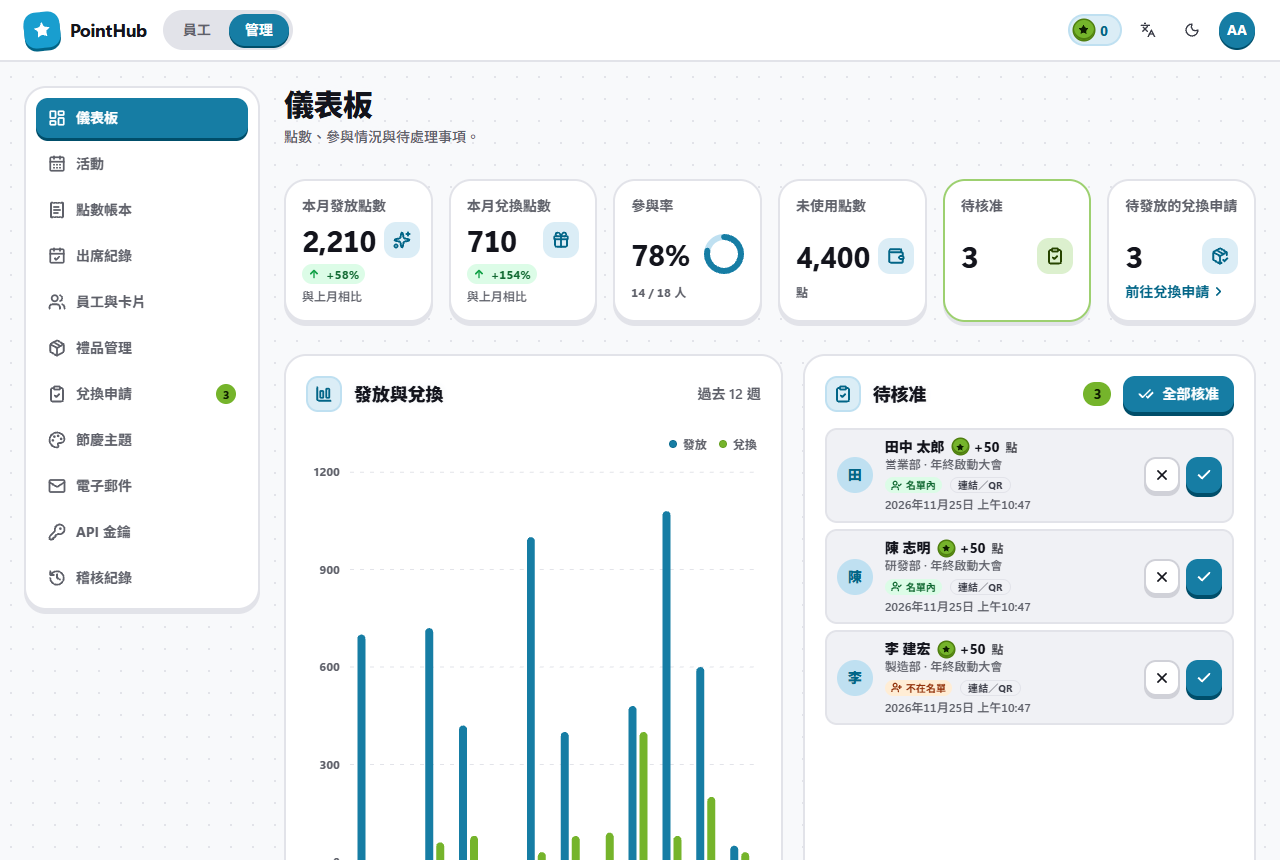 PointHub
員工
管理
0
AA
儀表板
活動
點數帳本
出席紀錄
員工與卡片
禮品管理
兌換申請
3
節慶主題
電子郵件
API 金鑰
稽核紀錄
儀表板
點數、參與情況與待處理事項。
本月發放點數
2,210
+58%
與上月相比
本月兌換點數
710
+154%
與上月相比
參與率
78%
14 / 18 人
未使用點數
4,400
點
待核准
3
待發放的兌換申請
3
前往兌換申請
發放與兌換
過去 12 週
發放
兌換
1200
900
600
300
待核准
3
全部核准
田
田中 太郎 +50 點
営業部 · 年終啟動大會
名單內
連結／QR
2026年11月25日 上午10:47
陳
陳 志明 +50 點
研發部 · 年終啟動大會
名單內
連結／QR
2026年11月25日 上午10:47
李
李 建宏 +50 點
製造部 · 年終啟動大會
不在名單
連結／QR
2026年11月25日 上午10:47